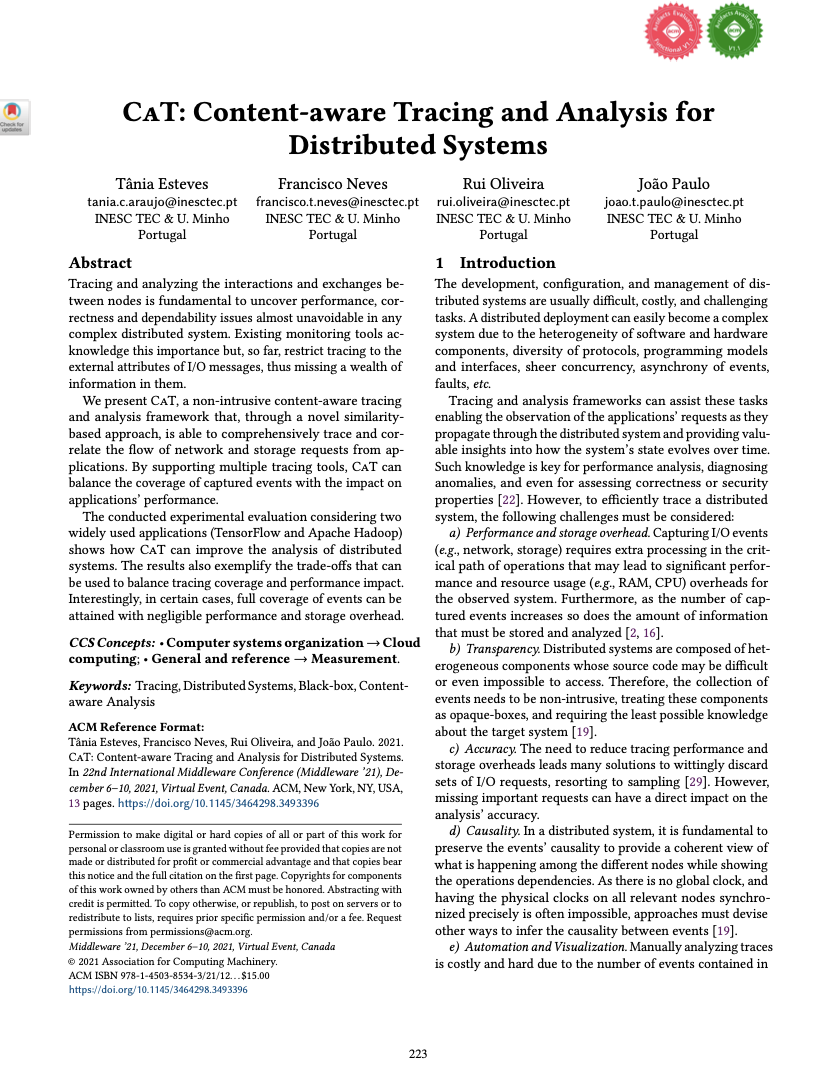 Artifacts Evaluated
acm
Functional V1.1
Artifacts Available
acm
V1.1
Check for
updates
CAT: Content-aware Tracing and Analysis for
Distributed Systems
Tânia Esteves
tania.c.araujo@inesctec.pt
INESC TEC & U. Minho
Portugal
Francisco Neves
francisco.t.neves@inesctec.pt
INESC TEC & U. Minho
Portugal
Rui Oliveira
rui.oliveira@inesctec.pt
INESC TEC & U. Minho
Portugal
João Paulo
joao.t.paulo@inesctec.pt
INESC TEC & U. Minho
Portugal
Abstract
Tracing and analyzing the interactions and exchanges be-
tween nodes is fundamental to uncover performance, cor-
rectness and dependability issues almost unavoidable in any
complex distributed system. Existing monitoring tools ac-
knowledge this importance but, so far, restrict tracing to the
external attributes of I/O messages, thus missing a wealth of
information in them.
We present CAT, a non-intrusive content-aware tracing
and analysis framework that, through a novel similarity-
based approach, is able to comprehensively trace and cor-
relate the flow of network and storage requests from ap-
plications. By supporting multiple tracing tools, CAT can
balance the coverage of captured events with the impact on
applications' performance.
The conducted experimental evaluation considering two
widely used applications (TensorFlow and Apache Hadoop)
shows how CAT can improve the analysis of distributed
systems. The results also exemplify the trade-offs that can
be used to balance tracing coverage and performance impact.
Interestingly, in certain cases, full coverage of events can be
attained with negligible performance and storage overhead.
CCS Concepts: • Computer systems organization → Cloud
computing; • General and reference → Measurement.
Keywords: Tracing, Distributed Systems, Black-box, Content-
aware Analysis
ACM Reference Format:
Tânia Esteves, Francisco Neves, Rui Oliveira, and João Paulo. 2021.
CAT: Content-aware Tracing and Analysis for Distributed Systems.
In 22nd International Middleware Conference (Middleware '21), De-
cember 6–10, 2021, Virtual Event, Canada. ACM, New York, NY, USA,
13 pages. https://doi.org/10.1145/3464298.3493396
Permission to make digital or hard copies of all or part of this work for
personal or classroom use is granted without fee provided that copies are not
made or distributed for profit or commercial advantage and that copies bear
this notice and the full citation on the first page. Copyrights for components
of this work owned by others than ACM must be honored. Abstracting with
credit is permitted. To copy otherwise, or republish, to post on servers or to
redistribute to lists, requires prior specific permission and/or a fee. Request
permissions from permissions@acm.org.
Middleware '21, December 6–10, 2021, Virtual Event, Canada
© 2021 Association for Computing Machinery.
ACM ISBN 978-1-4503-8534-3/21/12...$15.00
https://doi.org/10.1145/3464298.3493396
1 Introduction
The development, configuration, and management of dis-
tributed systems are usually difficult, costly, and challenging
tasks. A distributed deployment can easily become a complex
system due to the heterogeneity of software and hardware
components, diversity of protocols, programming models
and interfaces, sheer concurrency, asynchrony of events,
faults, etc.
Tracing and analysis frameworks can assist these tasks
enabling the observation of the applications' requests as they
propagate through the distributed system and providing valu-
able insights into how the system's state evolves over time.
Such knowledge is key for performance analysis, diagnosing
anomalies, and even for assessing correctness or security
properties [22]. However, to efficiently trace a distributed
system, the following challenges must be considered:
a) Performance and storage overhead. Capturing I/O events
(e.g., network, storage) requires extra processing in the crit-
ical path of operations that may lead to significant perfor-
mance and resource usage (e.g., RAM, CPU) overheads for
the observed system. Furthermore, as the number of cap-
tured events increases so does the amount of information
that must be stored and analyzed [2, 16].
b) Transparency. Distributed systems are composed of het-
erogeneous components whose source code may be difficult
or even impossible to access. Therefore, the collection of
events needs to be non-intrusive, treating these components
as opaque-boxes, and requiring the least possible knowledge
about the target system [19].
c) Accuracy. The need to reduce tracing performance and
storage overheads leads many solutions to wittingly discard
sets of I/O requests, resorting to sampling [29]. However,
missing important requests can have a direct impact on the
analysis' accuracy.
d) Causality. In a distributed system, it is fundamental to
preserve the events' causality to provide a coherent view of
what is happening among the different nodes while showing
the operations dependencies. As there is no global clock, and
having the physical clocks on all relevant nodes synchro-
nized precisely is often impossible, approaches must devise
other ways to infer the causality between events [19].
e) Automation and Visualization. Manually analyzing traces
is costly and hard due to the number of events contained in
223